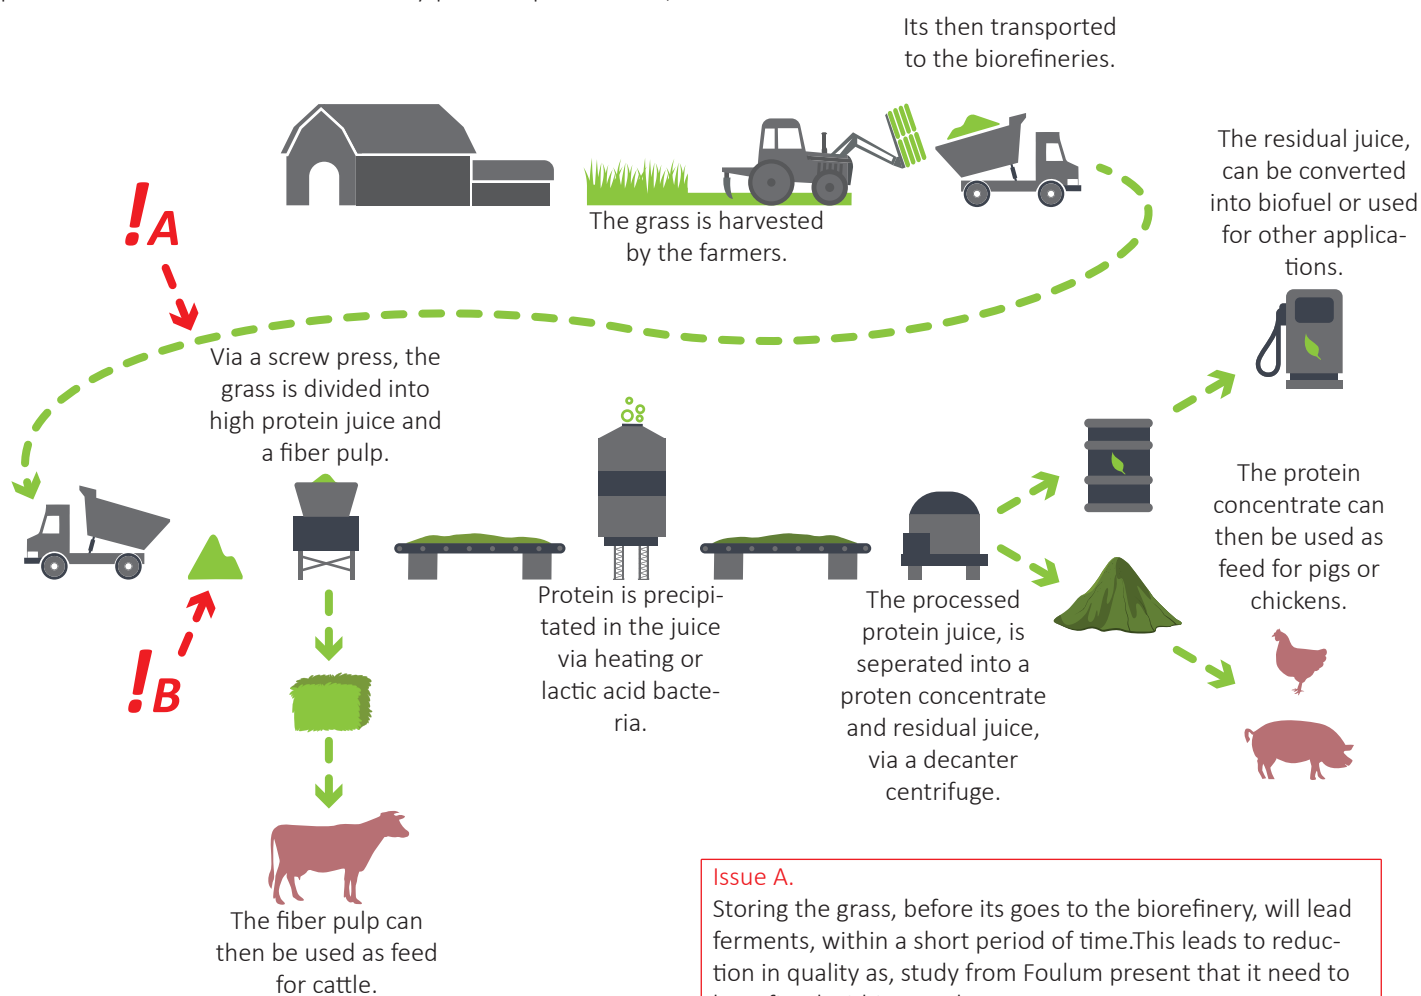 Its then transported
to the biorefineries.
The grass is harvested
by the farmers.
The residual juice,
can be converted
into biofuel or used
for other applica-
tions.
!A
Via a screw press, the
grass is divided into
high protein juice and
a fiber pulp.
!B
Protein is precipi-
tated in the juice
via heating or
lactic acid bacte-
ria.
The processed
protein juice, is
seperated into a
proten concentrate
and residual juice,
via a decanter
centrifuge.
The protein
concentrate can
then be used as
feed for pigs or
chickens.
The fiber pulp can
then be used as feed
for cattle.
Issue A.
Storing the grass, before its goes to the biorefinery, will lead
ferments, within a short period of time.This leads to reduc-
tion in quality as, study from Foulum present that it need to